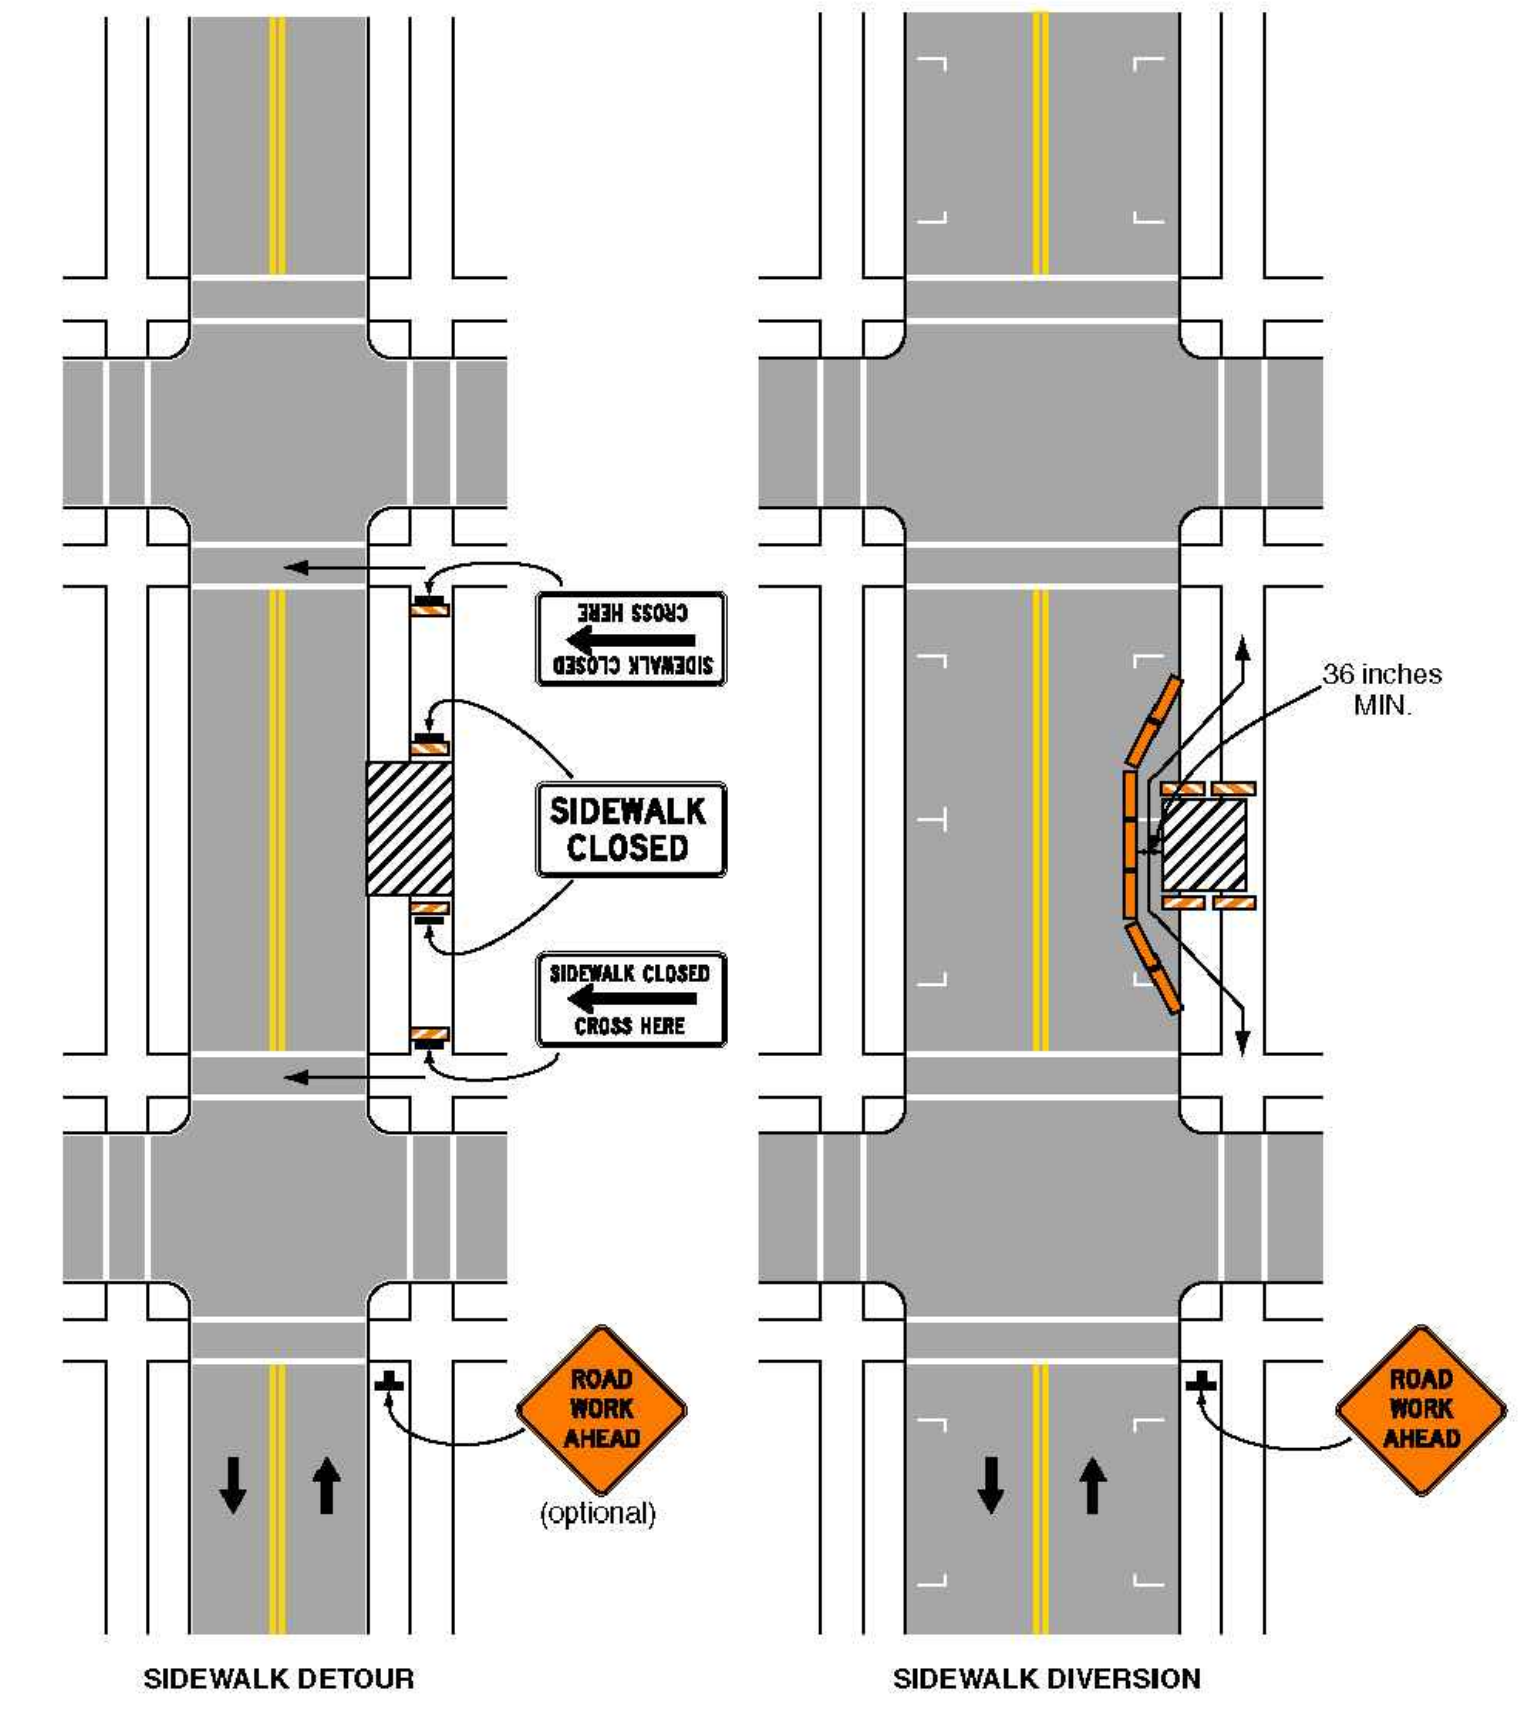 CROSS HERE
SIDEWALK CLOSED
SIDEWALK
CLOSED
SIDEWALK CLOSED
CROSS HERE
ROAD
WORK
AHEAD
(optional)
SIDEWALK DETOUR
36 inches
MIN.
ROAD
WORK
AHEAD
SIDEWALK DIVERSION